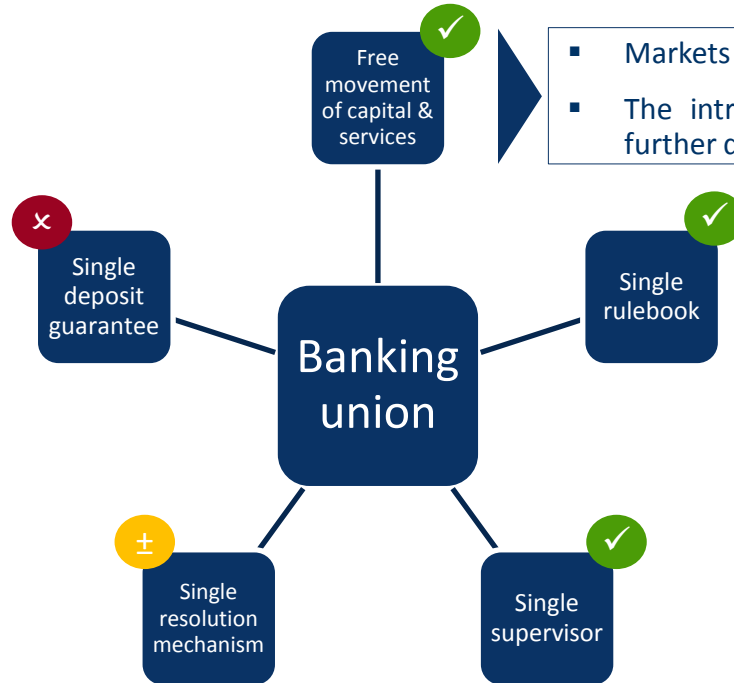 Free
movement
of capital &
services
✓
▪ Markets
▪ The
further
×
Single
deposit
guarantee
✓
Single
rulebook
Banking
union
±
Single
resolution
mechanism
✓
Single
supervisor